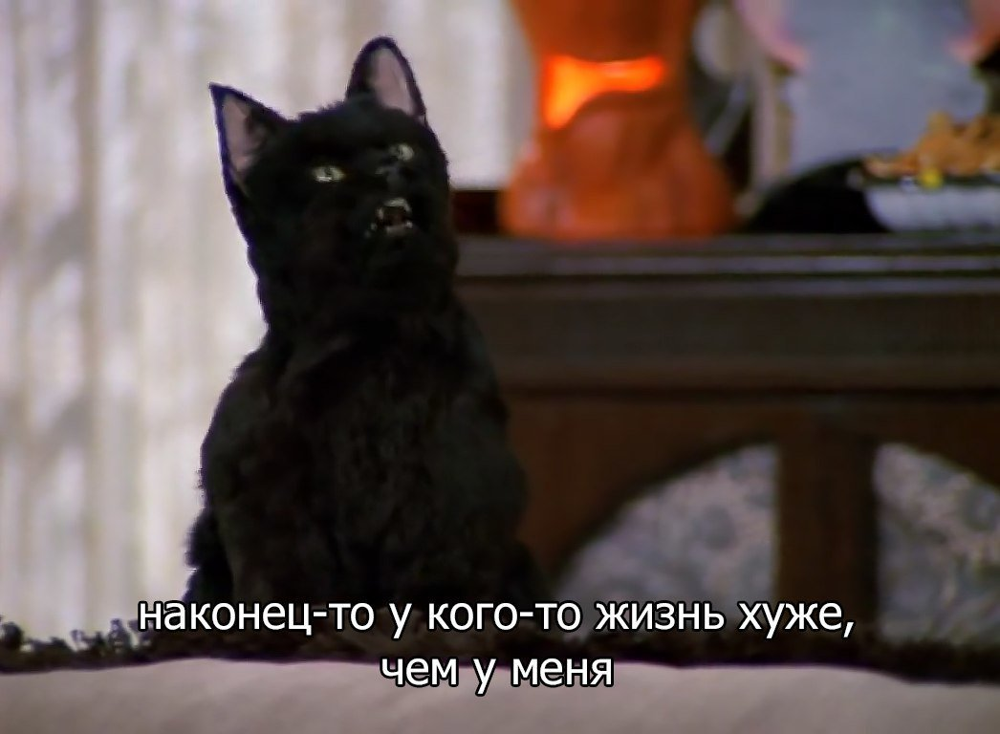 наконец-то у кого-то жизнь хуже,
чем у меня